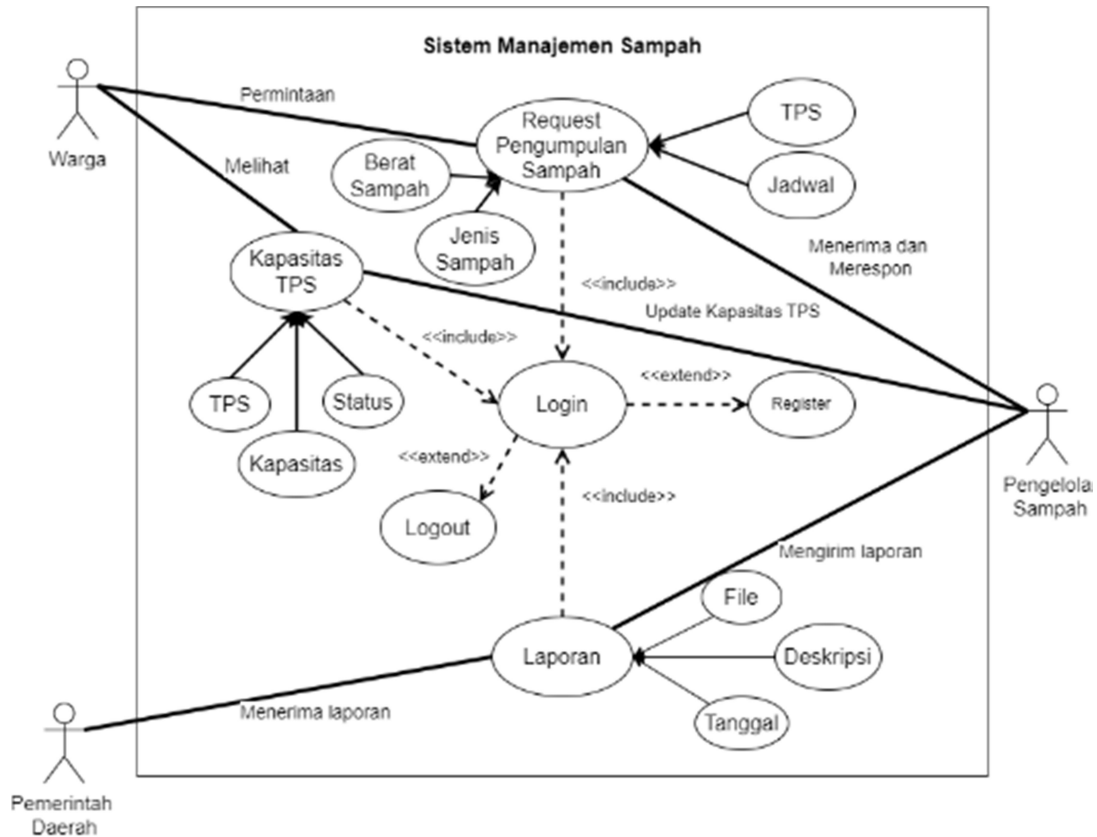 Sistem Manajemen Sampah
Warga
Permintaan
Melihat
Request
Pengumpulan
Sampah
TPS
Jadwal
Berat
Sampah
Jenis
Sampah
Kapasitas
TPS
Menerima dan
Merespon
<<include>>
Update Kapasitas TPS
<<include>>
TPS
Status
Kapasitas
Login
<<extend>>
Register
<<extend>>
Logout
<<include>>
Pengelola
Sampah
Mengirim laporan
File
Laporan
Deskripsi
Tanggal
Menerima laporan
Pemerintah
Daerah